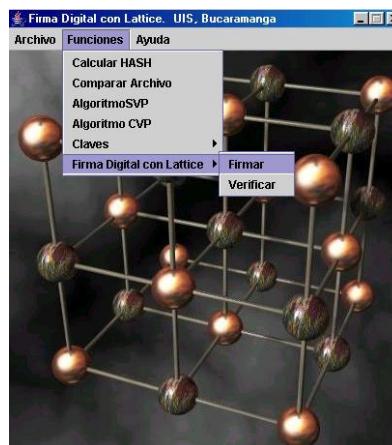 Firma Digital con Lattice. UIS, Bucaramanga
Archivo Funciones Ayuda
Calcular HASH
Comparar Archivo
AlgoritmoSVP
Algoritmo CVP
Claves
Firma Digital con Lattice Firmar
Verificar